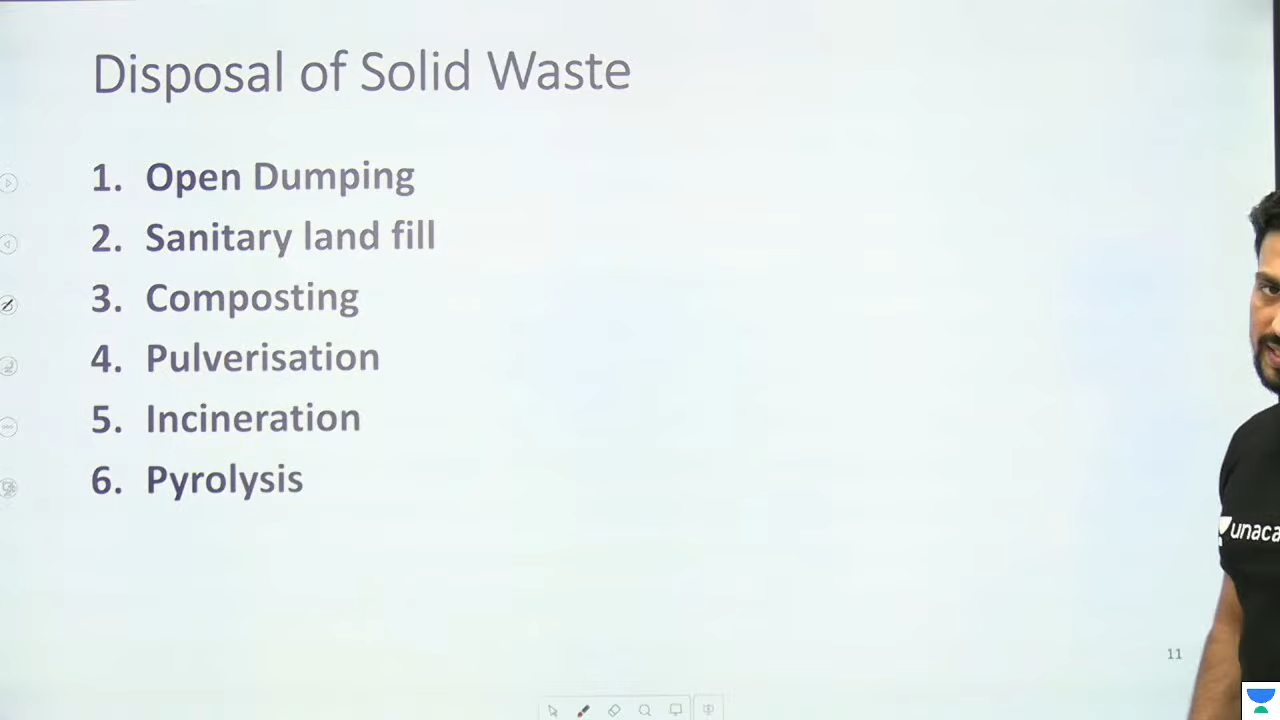 Disposal of Solid Waste
1. Open Dumping
2. Sanitary land fill
3. Composting
4. Pulverisation
5. Incineration
6. Pyrolysis
unaca
11